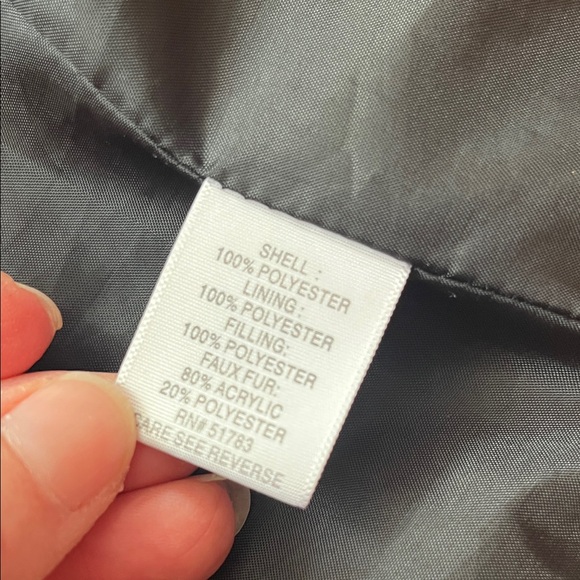 SHELL :
100% POLYESTER
LINING :
100% POLYESTER
FILLING:
100% POLYESTER
FAUX FUR:
80% ACRYLIC
20% POLYESTER
RN# 51783
CARE SEE REVERSE